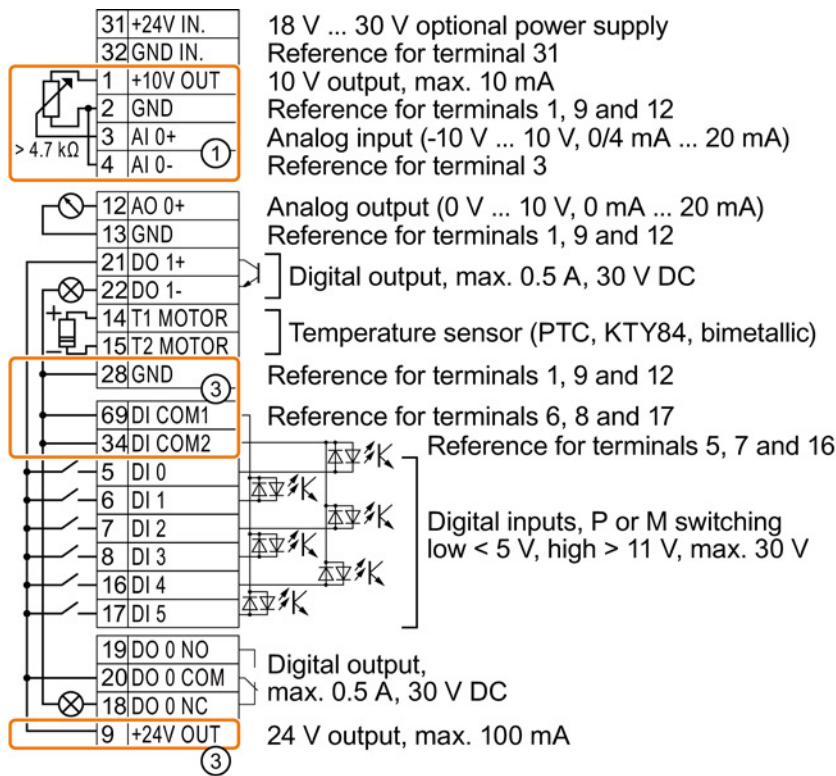 31 +24V IN. 18 V ... 30 V optional power supply
32 GND IN. Reference for terminal 31
1 +10V OUT 10 V output, max. 10 mA
2 GND Reference for terminals 1, 9 and 12
3 AI 0+ Analog input (-10 V ... 10 V, 0/4 mA ... 20 mA)
> 4.7 kΩ
①
4 AI 0- Reference for terminal 3
12 AO 0+ Analog output (0 V ... 10 V, 0 mA ... 20 mA)
13 GND Reference for terminals 1, 9 and 12
21 DO 1+
Digital output, max. 0.5 A, 30 V DC
22 DO 1-
+
14 T1 MOTOR
Temperature sensor (PTC, KTY84, bimetallic)
−
15 T2 MOTOR
28 GND Reference for terminals 1, 9 and 12
③
69 DI COM1 Reference for terminals 6, 8 and 17
34 DI COM2 Reference for terminals 5, 7 and 16
5 DI 0
6 DI 1
7 DI 2
Digital inputs, P or M switching
8 DI 3
low < 5 V, high > 11 V, max. 30 V
16 DI 4
17 DI 5
19 DO 0 NO
Digital output,
20 DO 0 COM
max. 0.5 A, 30 V DC
18 DO 0 NC
9 +24V OUT 24 V output, max. 100 mA
③